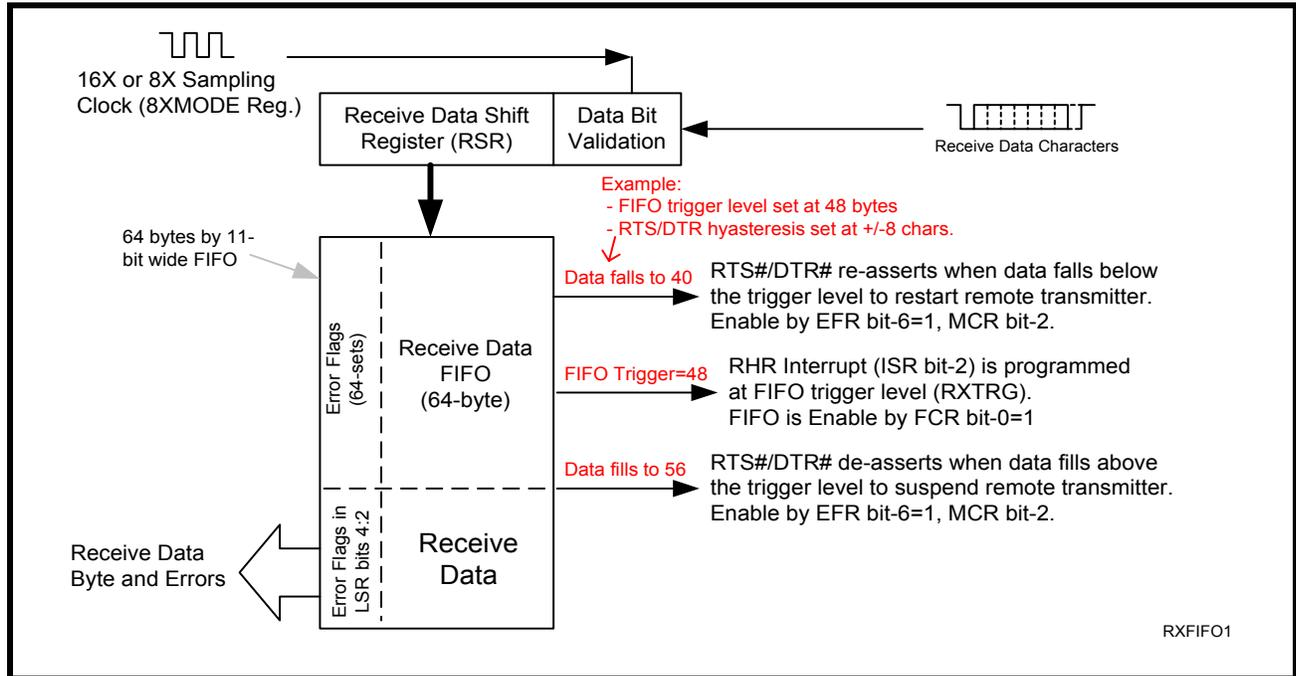 16X or 8X Sampling
Clock (8XMODE Reg.)
Receive Data Shift
Register (RSR)
Data Bit
Validation
Receive Data Characters
Example:
- FIFO trigger level set at 48 bytes
- RTS/DTR hyasteresis set at +/-8 chars.
64 bytes by 11-
bit wide FIFO
Error Flags
(64-sets)
Receive Data
FIFO
(64-byte)
Data falls to 40
RTS#/DTR# re-asserts when data falls below
the trigger level to restart remote transmitter.
Enable by EFR bit-6=1, MCR bit-2.
FIFO Trigger=48
RHR Interrupt (ISR bit-2) is programmed
at FIFO trigger level (RXTRG).
FIFO is Enable by FCR bit-0=1
Data fills to 56
RTS#/DTR# de-asserts when data fills above
the trigger level to suspend remote transmitter.
Enable by EFR bit-6=1, MCR bit-2.
Error Flags in
LSR bits 4:2
Receive
Data
Receive Data
Byte and Errors
RXFIFO1